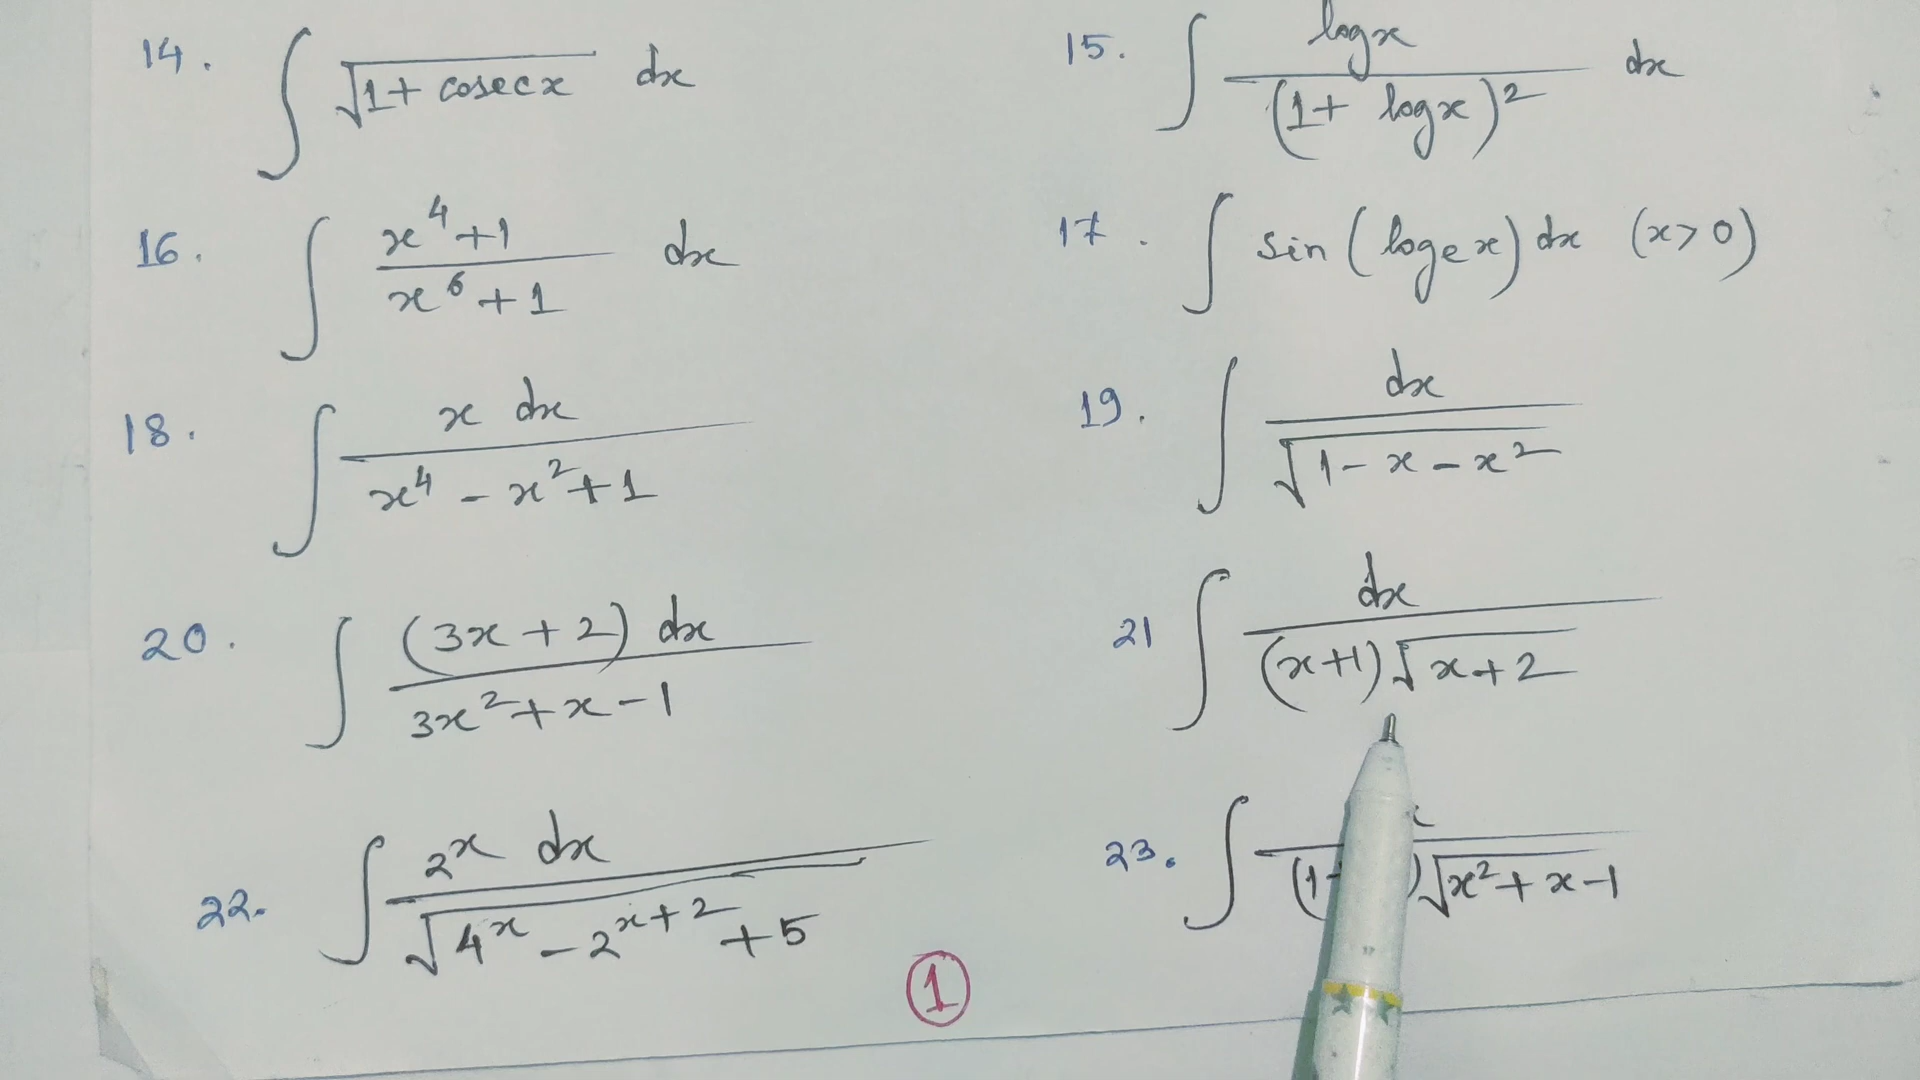 14. ∫ √(1 + cosec x) dx
15. ∫ log x / (1 + log x)² dx
16. ∫ (x⁴ + 1) / (x⁶ + 1) dx
17. ∫ sin (logₑ x) dx (x > 0)
18. ∫ x dx / (x⁴ - x² + 1)
19. ∫ dx / √(1 - x - x²)
20. ∫ (3x + 2) dx / (3x² + x - 1)
21 ∫ dx / ((x+1) √(x + 2))
22. ∫ 2ˣ dx / √(4ˣ - 2ˣ⁺² + 5)
23. ∫ (1 ) √(x² + x - 1)
1